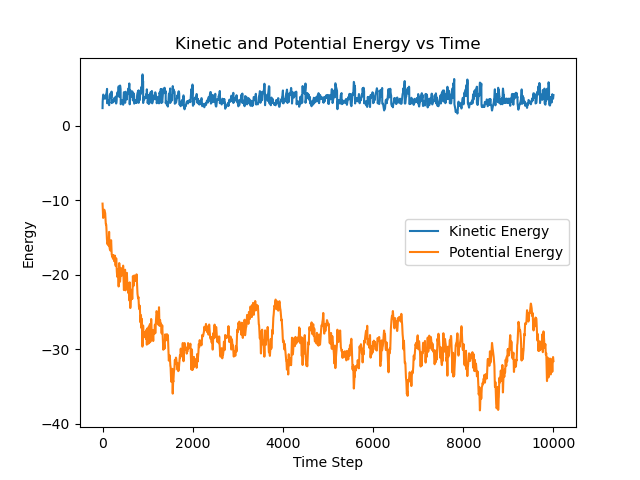 Kinetic and Potential Energy vs Time
0
−10
−20
−30
−40
Energy
Kinetic Energy
Potential Energy
0
2000
4000
6000
8000
10000
Time Step